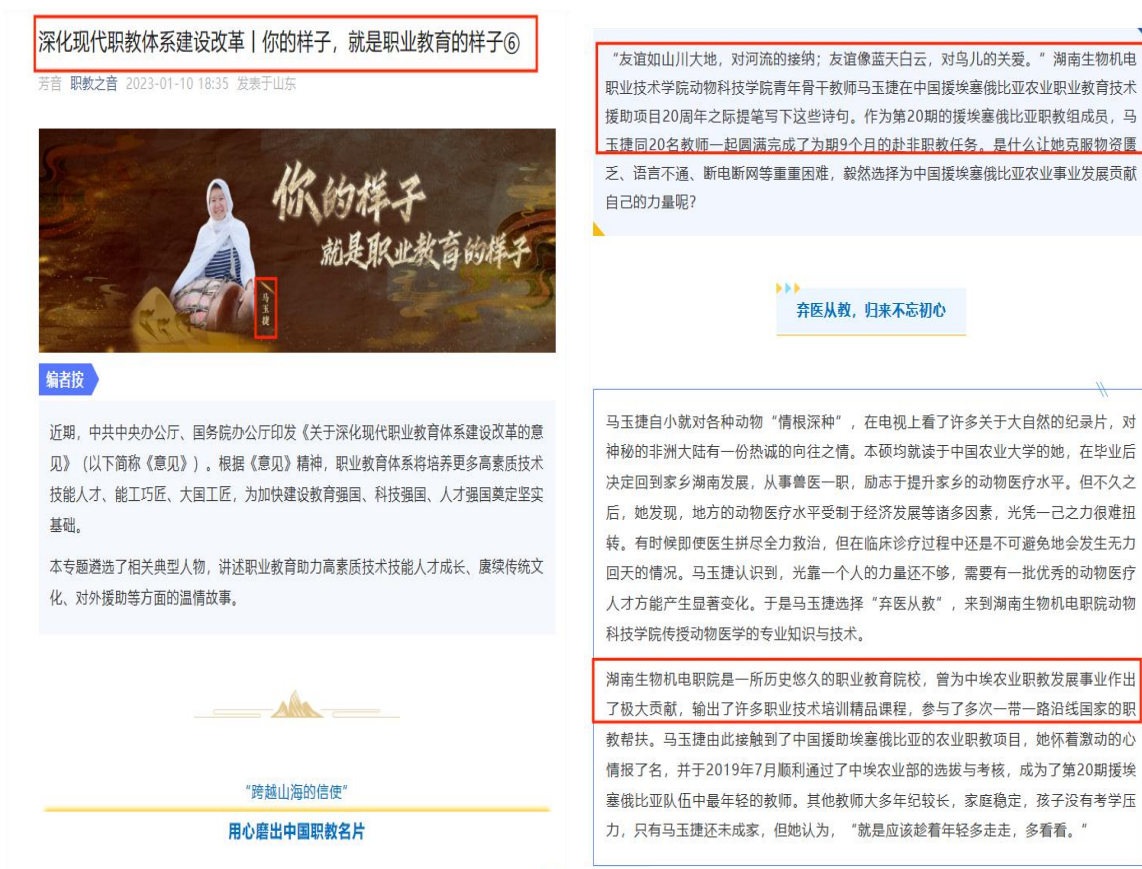 深化现代职教体系建设改革丨你的样子，就是职业教育的样子⑥
芳音 职教之音 2023-01-10 18:35 发表于山东
你的样子
就是职业教育的样子
马玉捷
编者按
近期，中共中央办公厅、国务院办公厅印发《关于深化现代职业教育体系建设改革的意
见》（以下简称《意见》）。根据《意见》精神，职业教育体系将培养更多高素质技术
技能人才、能工巧匠、大国工匠，为加快建设教育强国、科技强国、人才强国奠定坚实
基础。
本专题遴选了相关典型人物，讲述职业教育助力高素质技术技能人才成长、赓续传统文
化、对外援助等方面的温情故事。
“跨越山海的信使”
用心磨出中国职教名片
“友谊如山川大地，对河流的接纳；友谊像蓝天白云，对鸟儿的关爱。”湖南生物机电
职业技术学院动物科技学院青年骨干教师马玉捷在中国援埃塞俄比亚农业职业教育技术
援助项目20周年之际提笔写下这些诗句。作为第20期的援埃塞俄比亚职教组成员，马
玉捷同20名教师一起圆满完成了为期9个月的赴非职教任务。是什么让她克服物资匮
乏、语言不通、断电断网等重重困难，毅然选择为中国援埃塞俄比亚农业事业发展贡献
自己的力量呢？
弃医从教，归来不忘初心
马玉捷自小就对各种动物“情根深种”，在电视上看了许多关于大自然的纪录片，对
神秘的非洲大陆有一份热诚的向往之情。本硕均就读于中国农业大学的她，在毕业后
决定回到家乡湖南发展，从事兽医一职，励志于提升家乡的动物医疗水平。但不久之
后，她发现，地方的动物医疗水平受制于经济发展等诸多因素，光凭一己之力很难扭
转。有时候即使医生拼尽全力救治，但在临床诊疗过程中还是不可避免地会发生无力
回天的情况。马玉捷认识到，光靠一个人的力量还不够，需要有一批优秀的动物医疗
人才方能产生显著变化。于是马玉捷选择“弃医从教”，来到湖南生物机电职院动物
科技学院传授动物医学的专业知识与技术。
湖南生物机电职院是一所历史悠久的职业教育院校，曾为中埃农业职教发展事业作出
了极大贡献，输出了许多职业技术培训精品课程，参与了多次一带一路沿线国家的职
教帮扶。马玉捷由此接触到了中国援助埃塞俄比亚的农业职教项目，她怀着激动的心
情报了名，并于2019年7月顺利通过了中埃农业部的选拔与考核，成为了第20期援埃
塞俄比亚队伍中最年轻的教师。其他教师大多年纪较长，家庭稳定，孩子没有考学压
力，只有马玉捷还未成家，但她认为，“就是应该趁着年轻多走走，多看看。”